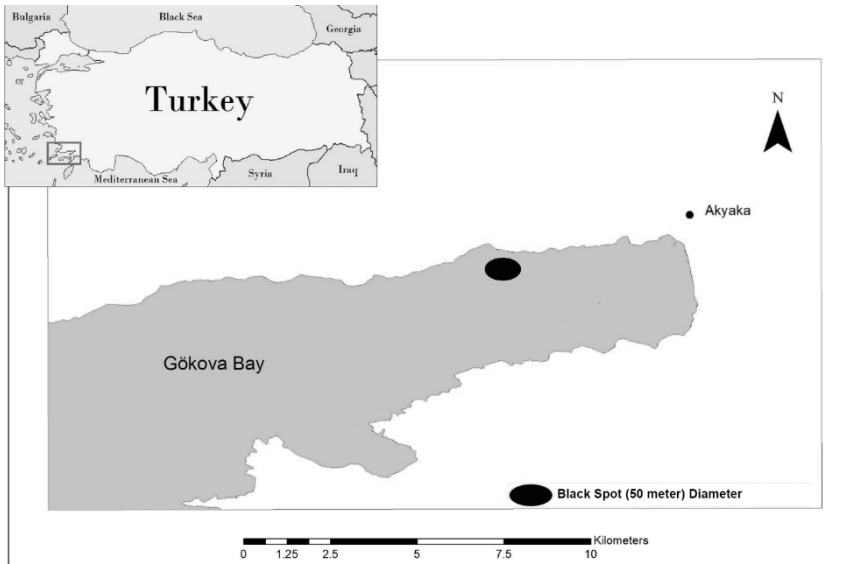 Bulgaria
Black Sea
Georgia
Turkey
Mediterranean Sea
Syria
Iraq
N
Akyaka
Gökova Bay
Black Spot (50 meter) Diameter
Kilometers
0 1.25 2.5 5 7.5 10